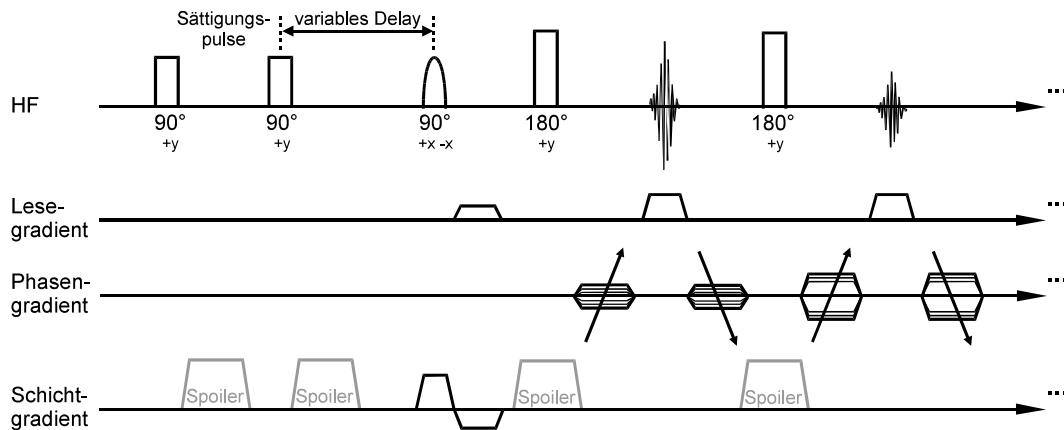 Sättigungs-
pulse
variables Delay
HF
90°
+y
90°
+y
90°
+x -x
180°
+y
180°
+y
Lese-
gradient
Phasen-
gradient
Schicht-
gradient
Spoiler
Spoiler
Spoiler
Spoiler